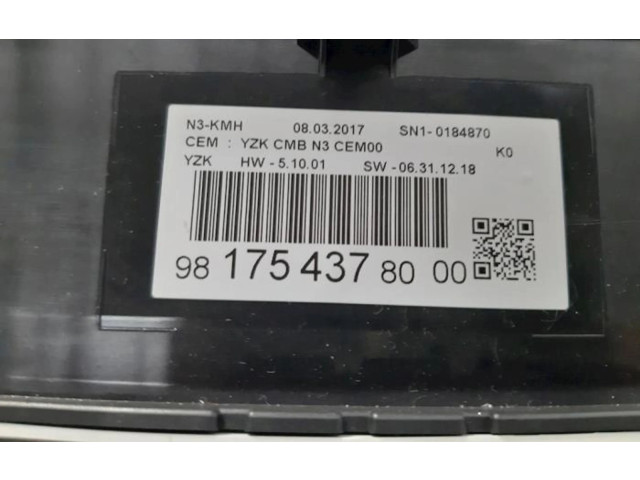 N3-KMH 08.03.2017 SN1-0184870
CEM : YZK CMB N3 CEM00 K0
YZK HW-5.10.01 SW-06.31.12.18
98 175 437 80 00